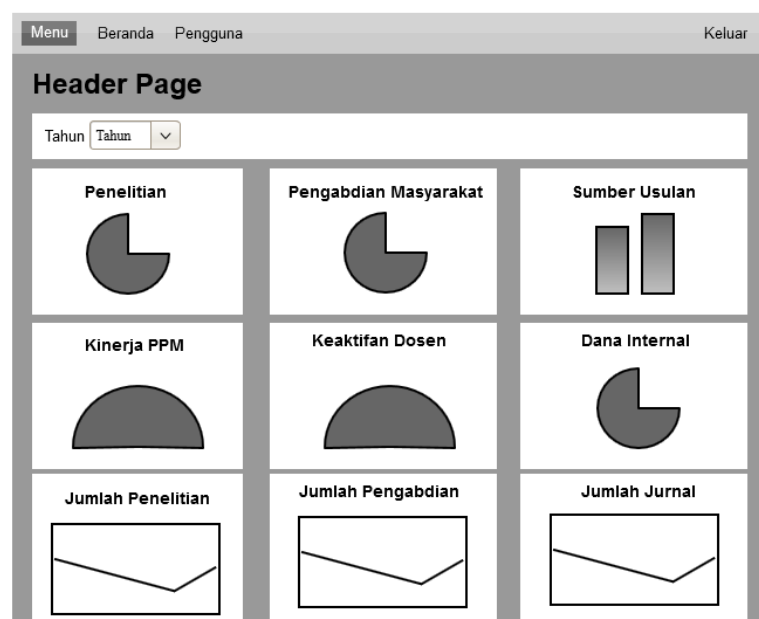 Menu Beranda Pengguna Keluar
Header Page
Tahun Tahun
Penelitian Pengabdian Masyarakat Sumber Usulan
Kinerja PPM Keaktifan Dosen Dana Internal
Jumlah Penelitian Jumlah Pengabdian Jumlah Jurnal